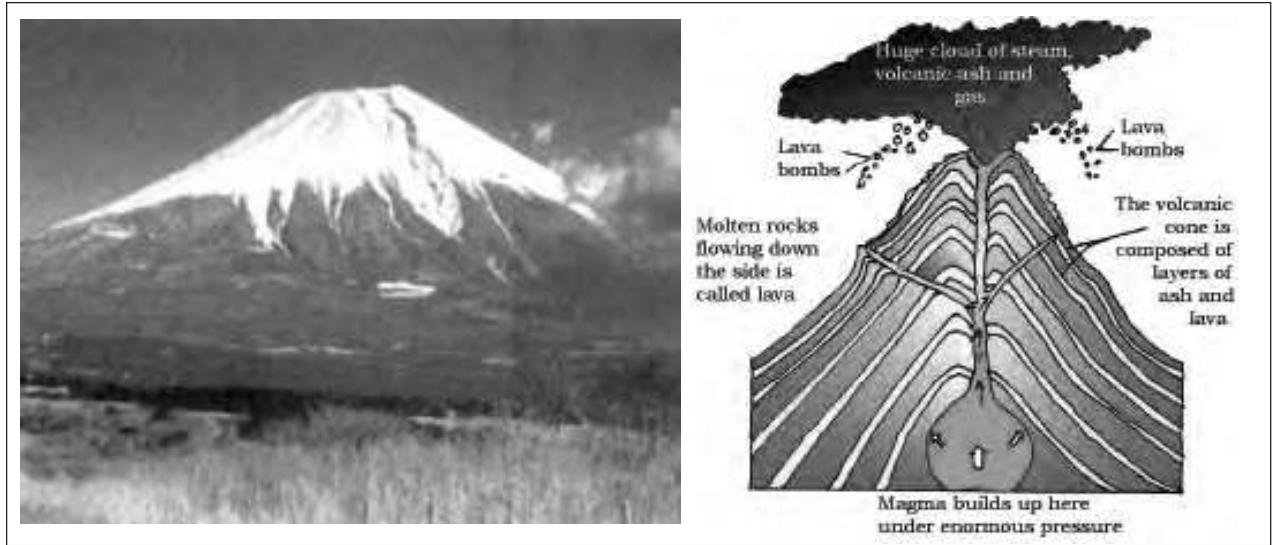 Huge cloud of steam,
volcanic ash and
gas
Lava
bombs
Lava
bombs
Molten rocks
flowing down
the side is
called lava
The volcanic
cone is
composed of
layers of
ash and
lava
Magma builds up here
under enormous pressure